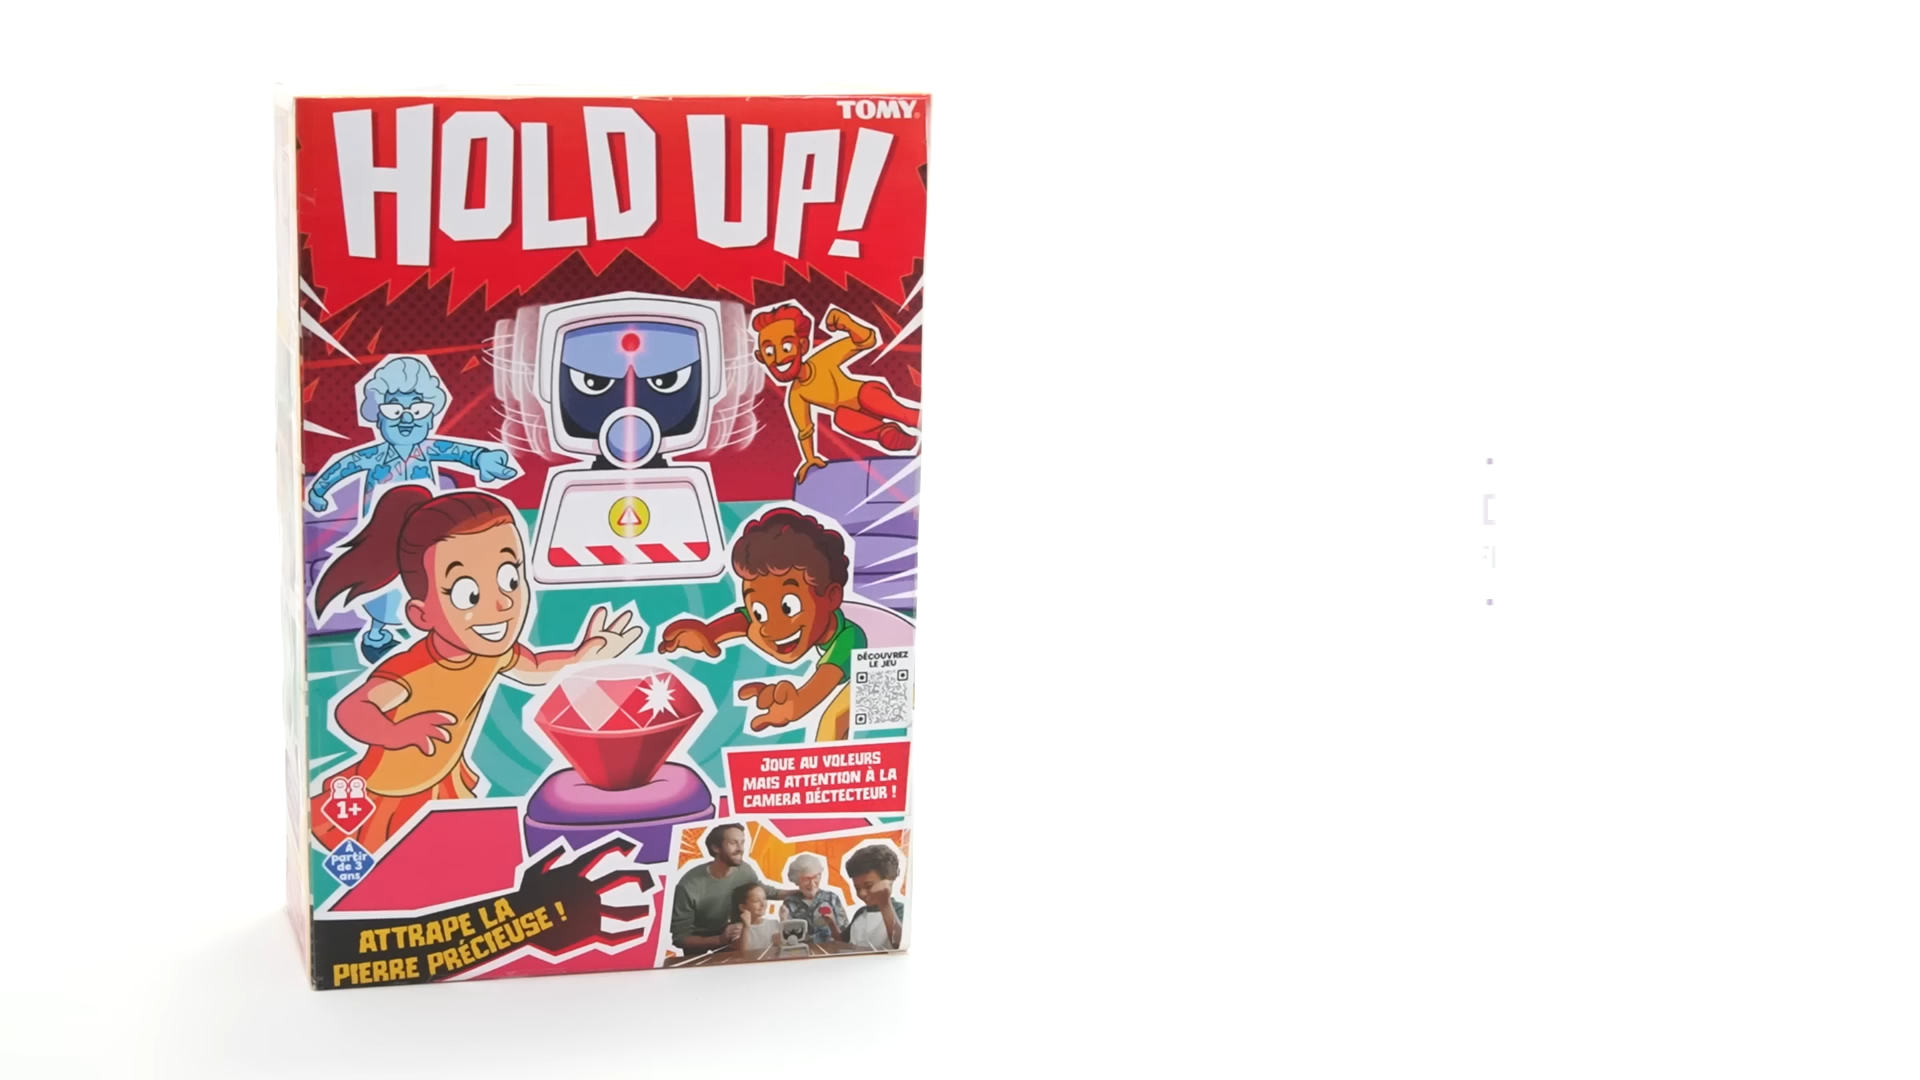 TOMY
HOLD UP!
DÉCOUVREZ
LE JEU
JOUE AU VOLEURS
MAIS ATTENTION À LA
CAMERA DÉCTECTEUR !
1+
À
partir
de 3
ans
ATTRAPE LA
PIERRE PRÉCIEUSE !